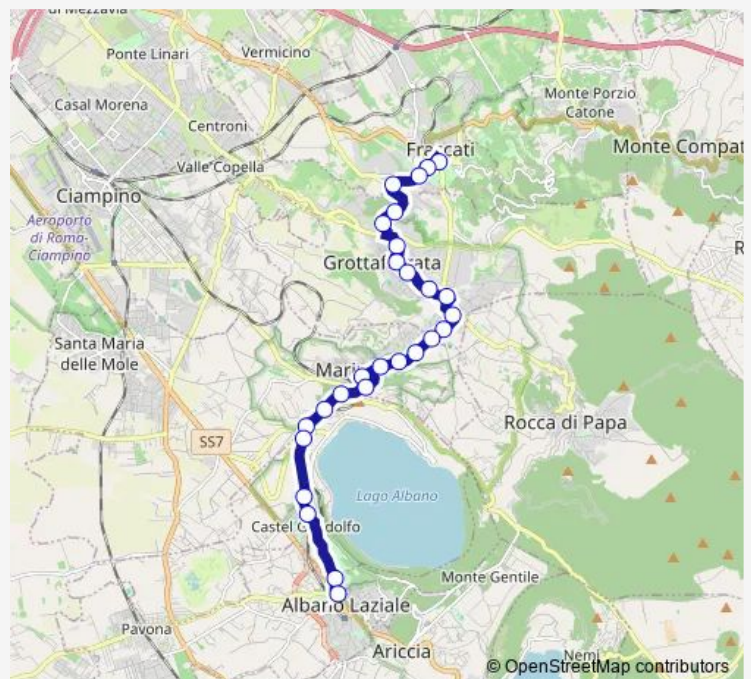 di Mezzavia
Ponte Linari
Vermicino
Monte Porzio
Catone
Casal Morena
Centroni
Frascati
Monte Compat
Valle Copella
Ciampino
Aeroporto
di Roma-
Ciampino
Grottaferrata
R
Santa Maria
delle Mole
Marino
Rocca di Papa
SS7
Lago Albano
Castel Gandolfo
Monte Gentile
Albano Laziale
Pavona
Ariccia
Nemi
© OpenStreetMap contributors